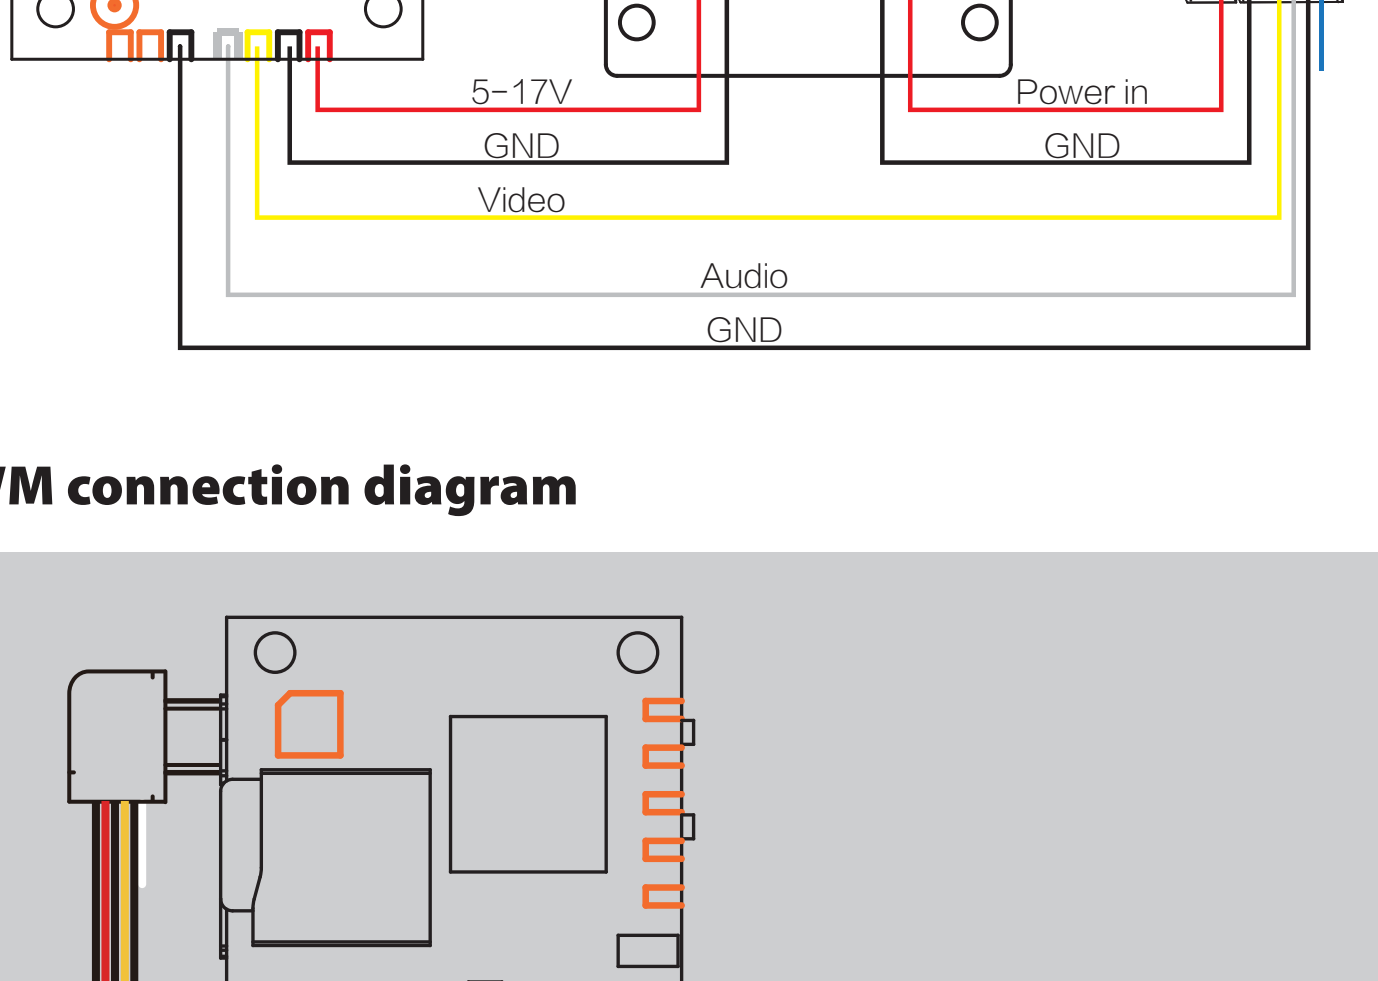 5-17V
Power in
GND
GND
Video
Audio
GND
connection diagram